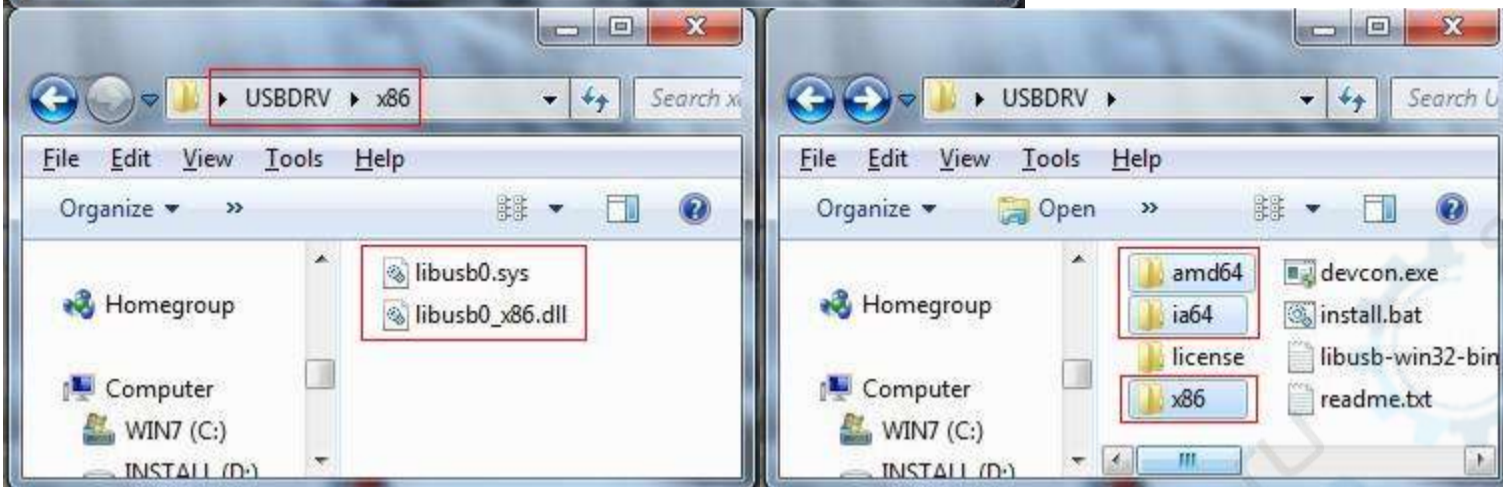 USBDRV x86
Search x
File Edit View Tools Help
Organize »
Homegroup
Computer
WIN7 (C:)
INSTALL (D:)
libusb0.sys
libusb0_x86.dll
USBDRV
Search
File Edit View Tools Help
Organize Open »
Homegroup
Computer
WIN7 (C:)
INSTALL (D:)
amd64
ia64
license
x86
devcon.exe
install.bat
libusb-win32-bin
readme.txt